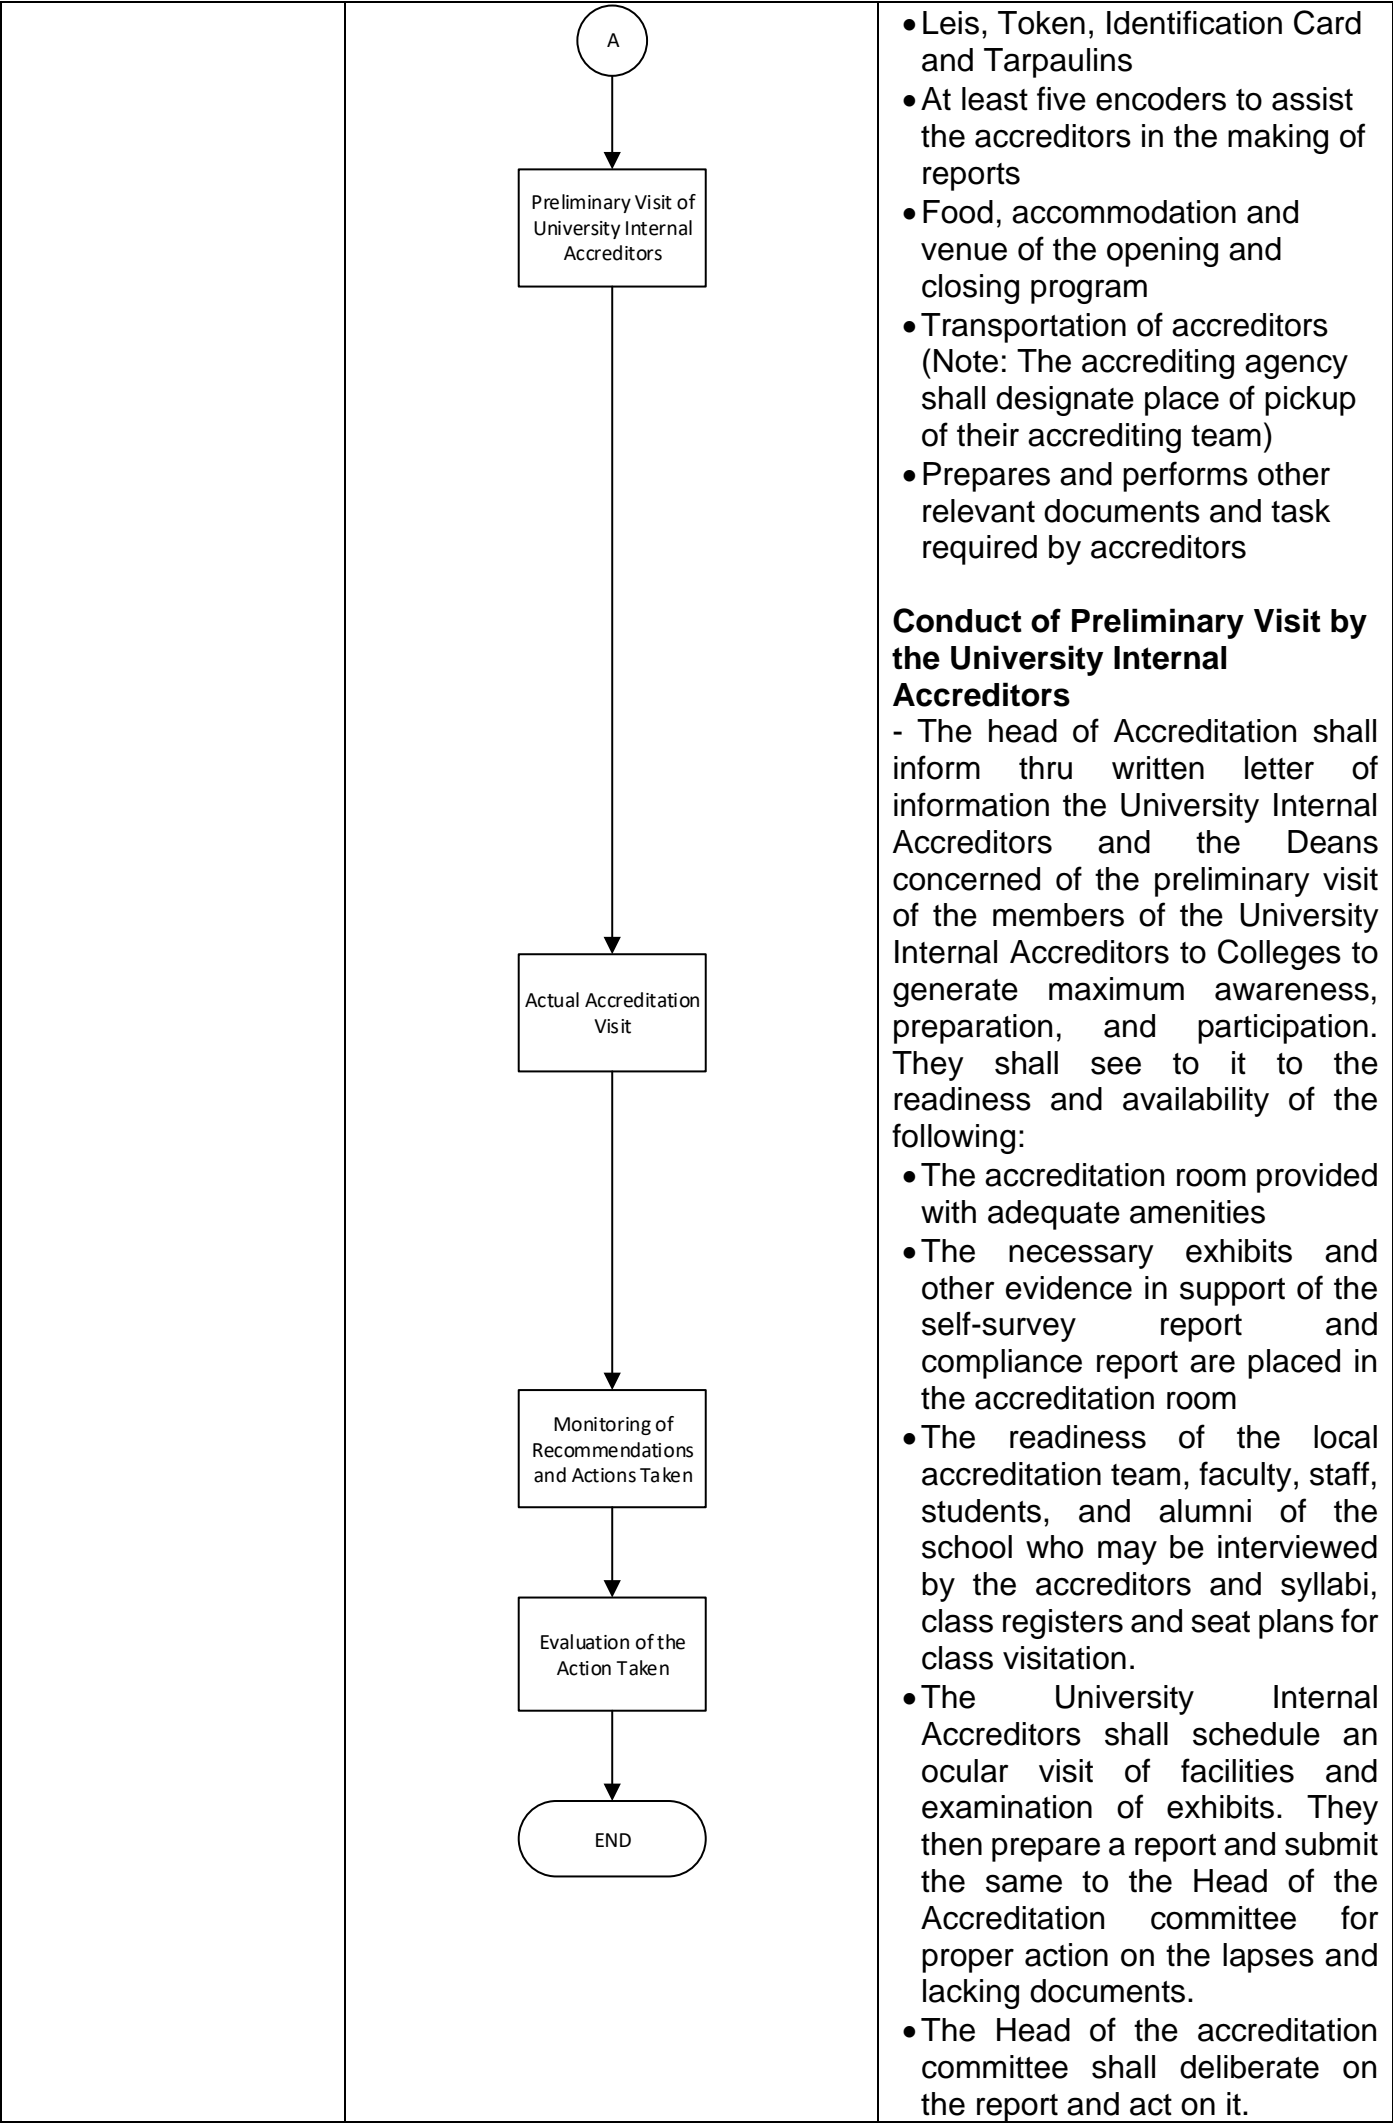 A
Preliminary Visit of
University Internal
Accreditors
Actual Accreditation
Visit
Monitoring of
Recommendations
and Actions Taken
Evaluation of the
Action Taken
END
• Leis, Token, Identification Card
and Tarpaulins
• At least five encoders to assist
the accreditors in the making of
reports
• Food, accommodation and
venue of the opening and
closing program
• Transportation of accreditors
(Note: The accrediting agency
shall designate place of pickup
of their accrediting team)
• Prepares and performs other
relevant documents and task
required by accreditors
Conduct of Preliminary Visit by
the University Internal
Accreditors
- The head of Accreditation shall
inform thru written letter of
information the University Internal
Accreditors and the Deans
concerned of the preliminary visit
of the members of the University
Internal Accreditors to Colleges to
generate maximum awareness,
preparation, and participation.
They shall see to it to the
readiness and availability of the
following:
• The accreditation room provided
with adequate amenities
• The necessary exhibits and
other evidence in support of the
self-survey report and
compliance report are placed in
the accreditation room
• The readiness of the local
accreditation team, faculty, staff,
students, and alumni of the
school who may be interviewed
by the accreditors and syllabi,
class registers and seat plans for
class visitation.
• The University Internal
Accreditors shall schedule an
ocular visit of facilities and
examination of exhibits. They
then prepare a report and submit
the same to the Head of the
Accreditation committee for
proper action on the lapses and
lacking documents.
• The Head of the accreditation
committee shall deliberate on
the report and act on it.